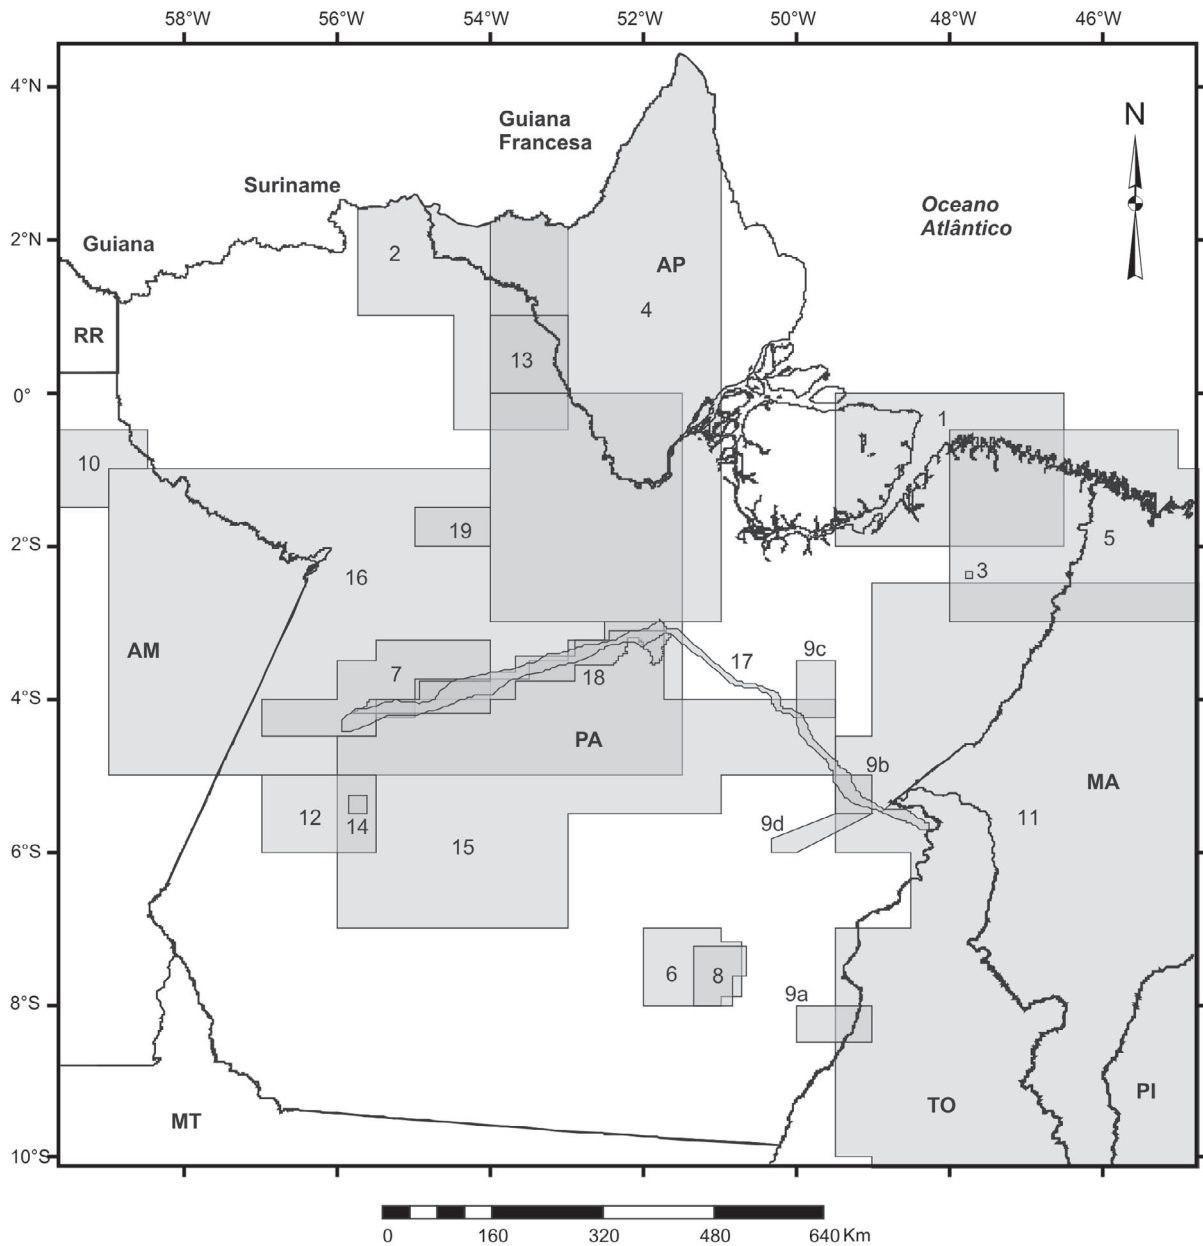 58°W 56°W 54°W 52°W 50°W 48°W 46°W
4°N
Guiana
Francesa
N
Suriname
Oceano
Atlântico
2°N
Guiana
2
AP
4
RR
13
0°
1
10
19
2°S
5
16
3
AM
9c
17
7
18
4°S
PA
9b
MA
12
14
9d
11
15
6°S
6
8
9a
8°S
TO
PI
MT
10°S
0 160 320 480 640 Km